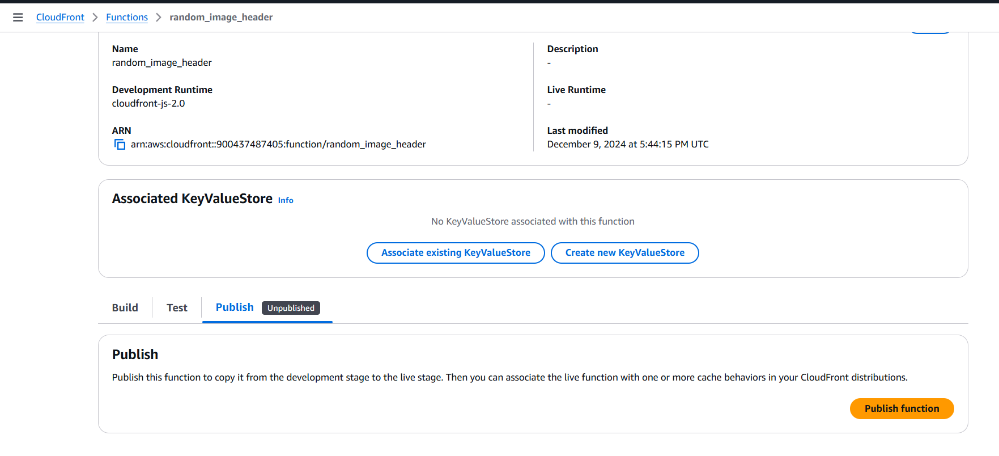 CloudFront > Functions > random_image_header
Name
random_image_header
Description
-
Development Runtime
cloudfront-js-2.0
Live Runtime
-
ARN
arn:aws:cloudfront::900437487405:function/random_image_header
Last modified
December 9, 2024 at 5:44:15 PM UTC
Associated KeyValueStore Info
No KeyValueStore associated with this function
Associate existing KeyValueStore
Create new KeyValueStore
Build Test Publish Unpublished
Publish
Publish this function to copy it from the development stage to the live stage. Then you can associate the live function with one or more cache behaviors in your CloudFront distributions.
Publish function